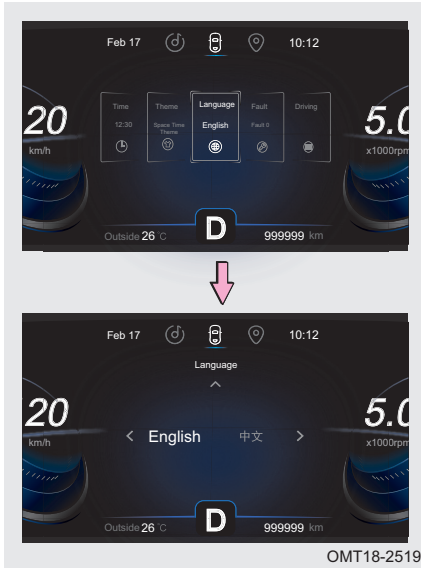 Feb 17 10:12
Time Theme Language Fault Driving
12:30 Space Time Theme English Fault 0
20 km/h
5.0 x1000rpm
D
Outside 26 °C 999999 km
Feb 17 10:12
Language
20 km/h
English 中文
5.0 x1000rpm
D
Outside 26 °C 999999 km
OMT18-2519